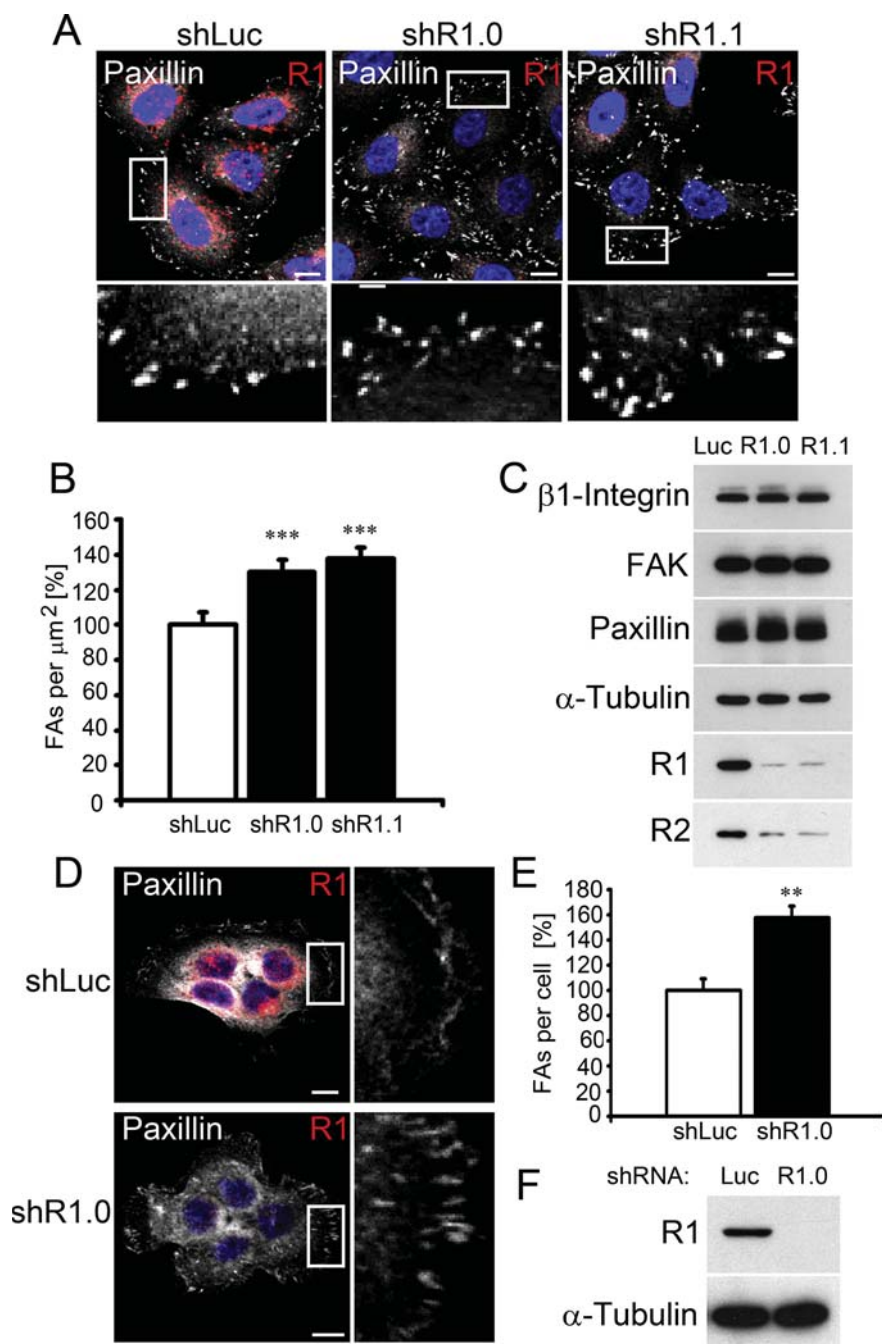 A
shLuc shR1.0 shR1.1
Paxillin R1 Paxillin R1 Paxillin R1
B
FAs per μm² [%]
160
140
120
100
80
60
40
20
0
*** ***
shLuc shR1.0 shR1.1
C
Luc R1.0 R1.1
β1-Integrin
FAK
Paxillin
α-Tubulin
R1
R2
D
shLuc
Paxillin R1
shR1.0
Paxillin R1
E
FAs per cell [%]
180
160
140
120
100
80
60
40
20
0
**
shLuc shR1.0
F
shRNA: Luc R1.0
R1
α-Tubulin